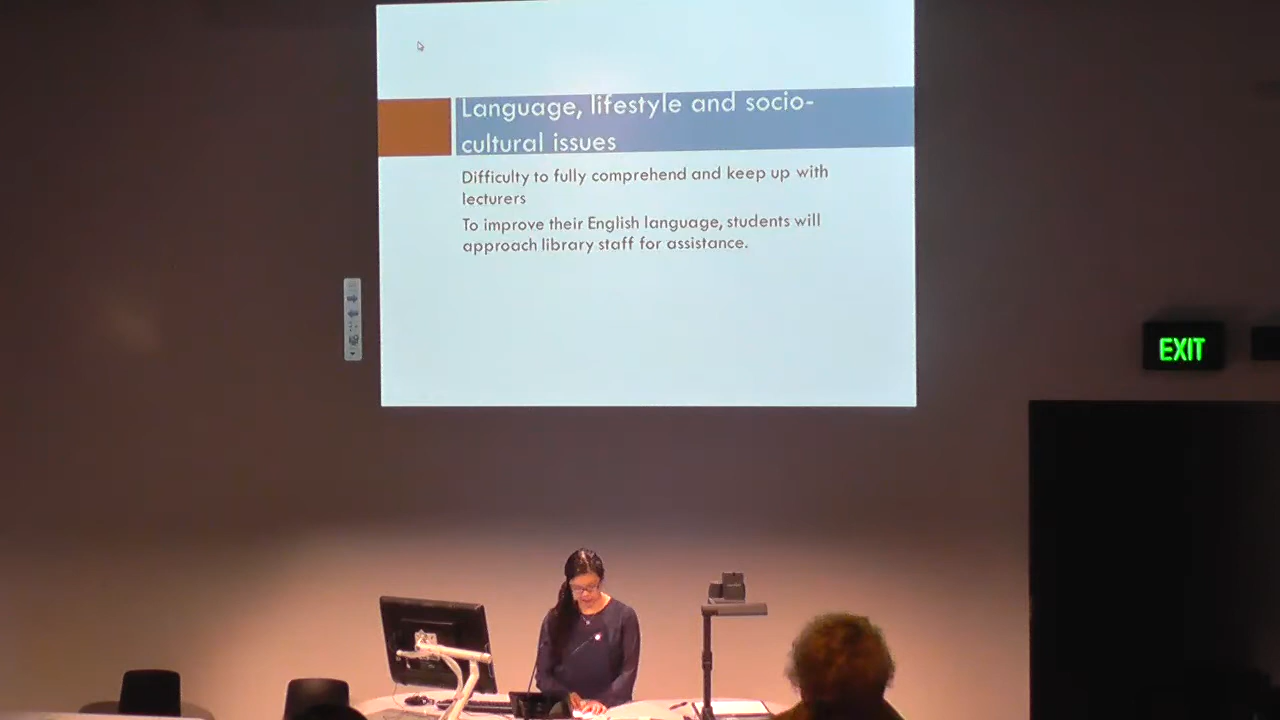 Language, lifestyle and socio-
cultural issues
Difficulty to fully comprehend and keep up with
lecturers
To improve their English language, students will
approach library staff for assistance.
EXIT